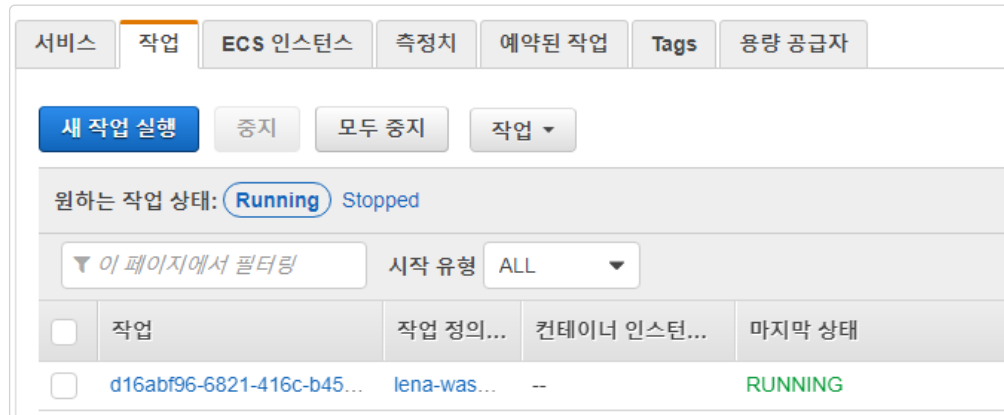 서비스 작업 ECS 인스턴스 측정치 예약된 작업 Tags 용량 공급자
새 작업 실행 중지 모두 중지 작업
원하는 작업 상태: Running Stopped
이 페이지에서 필터링 시작 유형 ALL
작업 작업 정의... 컨테이너 인스턴... 마지막 상태
d16abf96-6821-416c-b45... lena-was... -- RUNNING